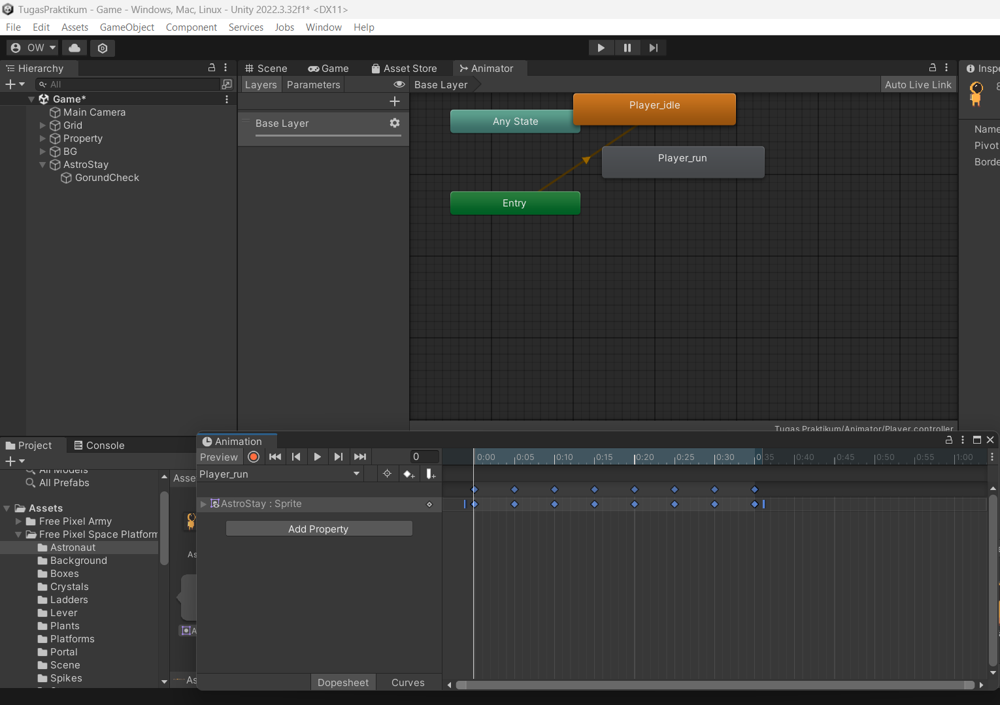 TugasPraktikum - Game - Windows, Mac, Linux - Unity 2022.3.32f1* <DX11>
File Edit Assets GameObject Component Services Jobs Window Help
OW
Hierarchy
All
Game*
Main Camera
Grid
Property
BG
AstroStay
GorundCheck
Scene Game Asset Store Animator
Layers Parameters Base Layer Auto Live Link
Base Layer
Any State
Player_idle
Player_run
Entry
Tugas Praktikum/Animator/Player.controller
Inspe
Name
Pivot
Borde
Project Console
All Models
All Prefabs
Assets
Free Pixel Army
Free Pixel Space Platform
Astronaut
Background
Boxes
Crystals
Ladders
Lever
Plants
Platforms
Portal
Scene
Spikes
Asse
As
A
As
Animation
Preview 0
0:00 0:05 0:10 0:15 0:20 0:25 0:30 0:35 0:40 0:45 0:50 0:55 1:00
Player_run
AstroStay : Sprite
Add Property
Dopesheet Curves